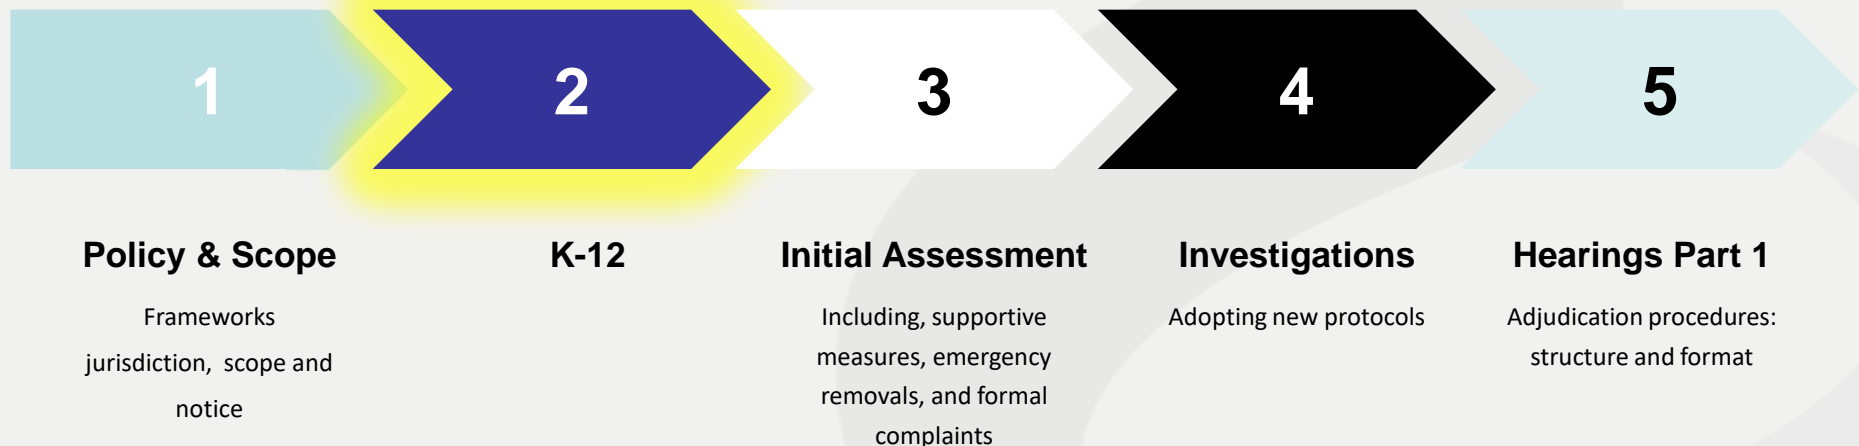 1
2
3
4
5
Policy & Scope
Frameworks
jurisdiction, scope and
notice
K-12
Initial Assessment
Including, supportive
measures, emergency
removals, and formal
complaints
Investigations
Adopting new protocols
Hearings Part 1
Adjudication procedures:
structure and format